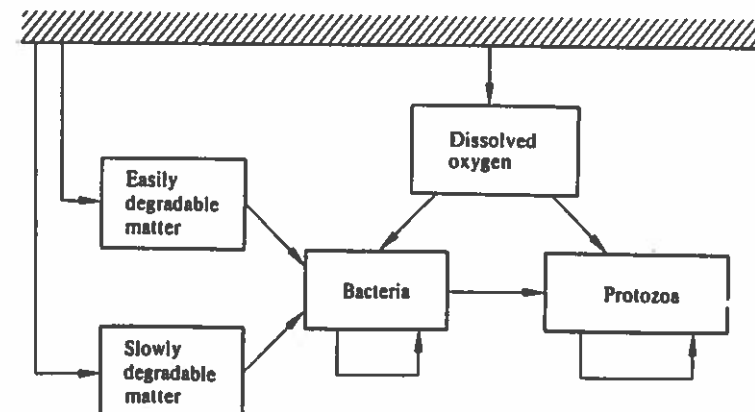 Dissolved
oxygen
Easily
degradable
matter
Bacteria
Protozoa
Slowly
degradable
matter